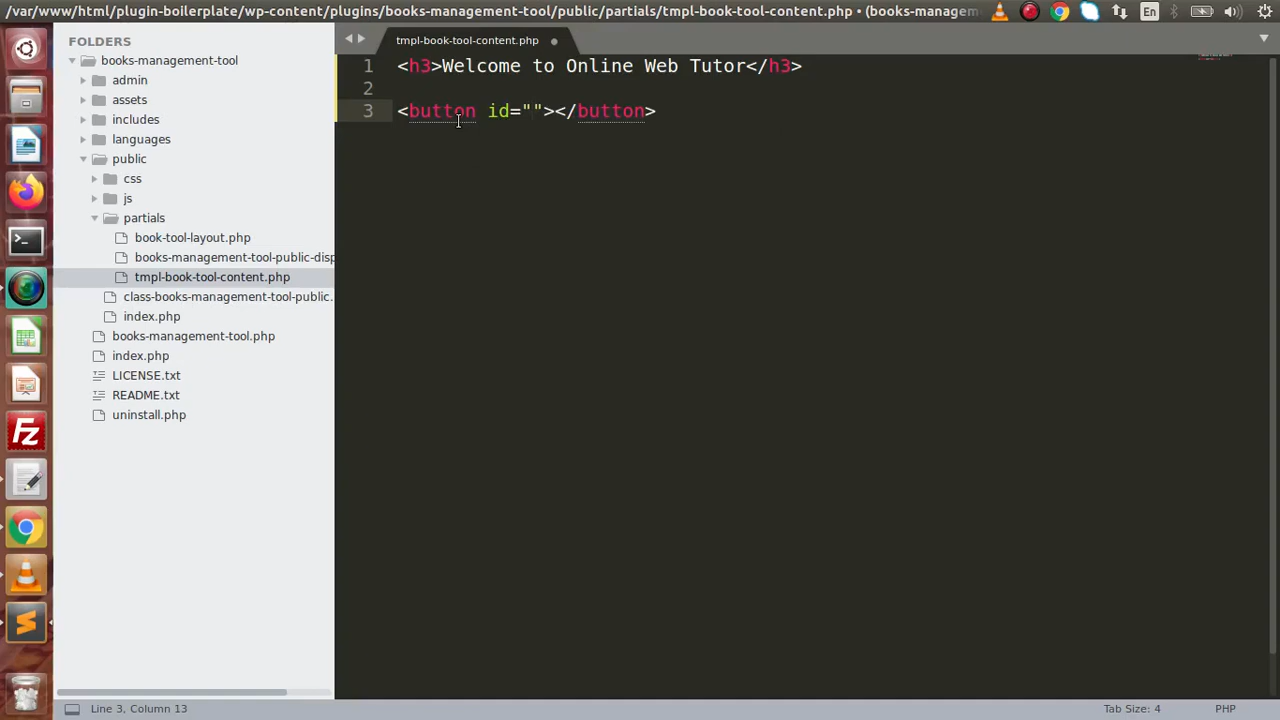 /var/www/html/plugin-boilerplate/wp-content/plugins/books-management-tool/public/partials/tmpl-book-tool-content.php • (books-managem
En
FOLDERS
books-management-tool
admin
assets
includes
languages
public
css
js
partials
book-tool-layout.php
books-management-tool-public-disp
tmpl-book-tool-content.php
class-books-management-tool-public.
index.php
books-management-tool.php
index.php
LICENSE.txt
README.txt
uninstall.php
tmpl-book-tool-content.php
1 <h3>Welcome to Online Web Tutor</h3>
2
3 <button id=""></button>
Line 3, Column 13
Tab Size: 4
PHP